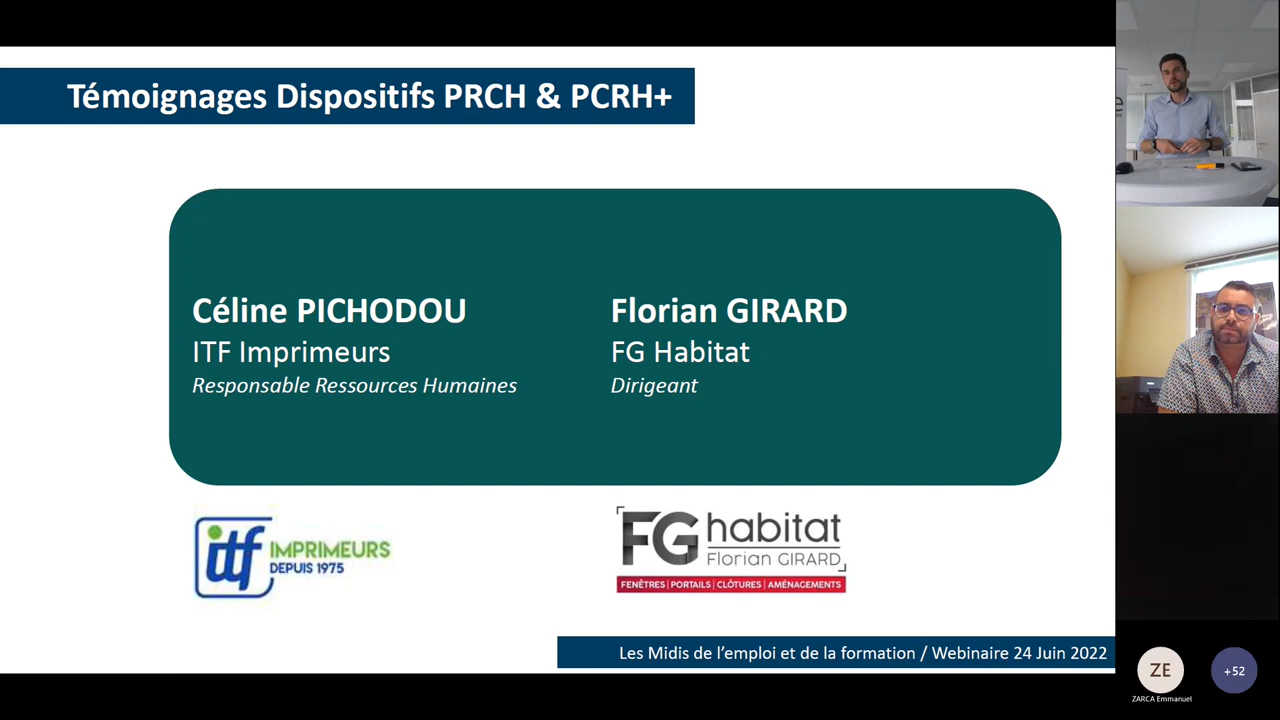 Témoignages Dispositifs PRCH & PCRH+
Céline PICHODOU
ITF Imprimeurs
Responsable Ressources Humaines
Florian GIRARD
FG Habitat
Dirigeant
itf IMPRIMEURS
DEPUIS 1975
FG habitat
Florian GIRARD
FENÊTRES | PORTAILS | CLÔTURES | AMÉNAGEMENTS
Les Midis de l'emploi et de la formation / Webinaire 24 Juin 2022
e
ZE
ZARCA Emmanuel
+52